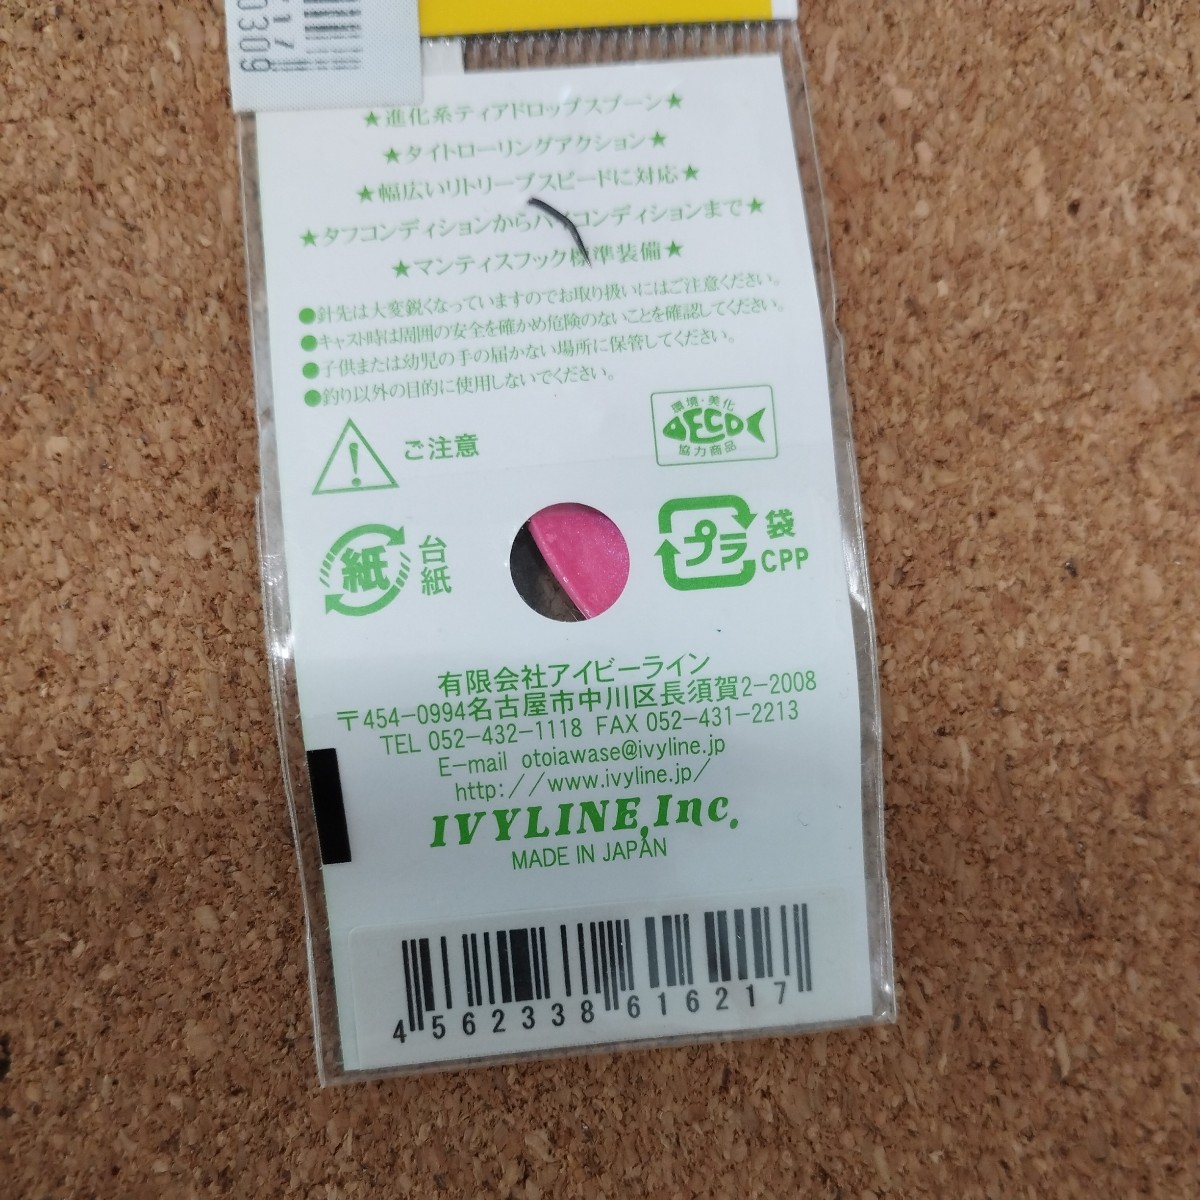 0309
★進化系ティアドロップスプーン★
★タイトローリングアクション★
★幅広いリトリーブスピードに対応★
★タフコンディションから コンディションまで★
★マンティスフック標準装備★
●針先は大変鋭くなっていますのでお取り扱いにはご注意ください。
●キャスト時は周囲の安全を確かめ危険のないことを確認してください。
●子供または幼児の手の届かない場所に保管してください。
●釣り以外の目的に使用しないでください。
ご注意
環境・美化
ECO
協力商品
紙
台紙
プラ
袋
CPP
有限会社アイビーライン
〒454-0994名古屋市中川区長須賀2-2008
TEL 052-432-1118 FAX 052-431-2213
E-mail otoiawase@ivyline.jp
http://www.ivyline.jp/
IVYLINE,Inc.
MADE IN JAPAN
4562338616217